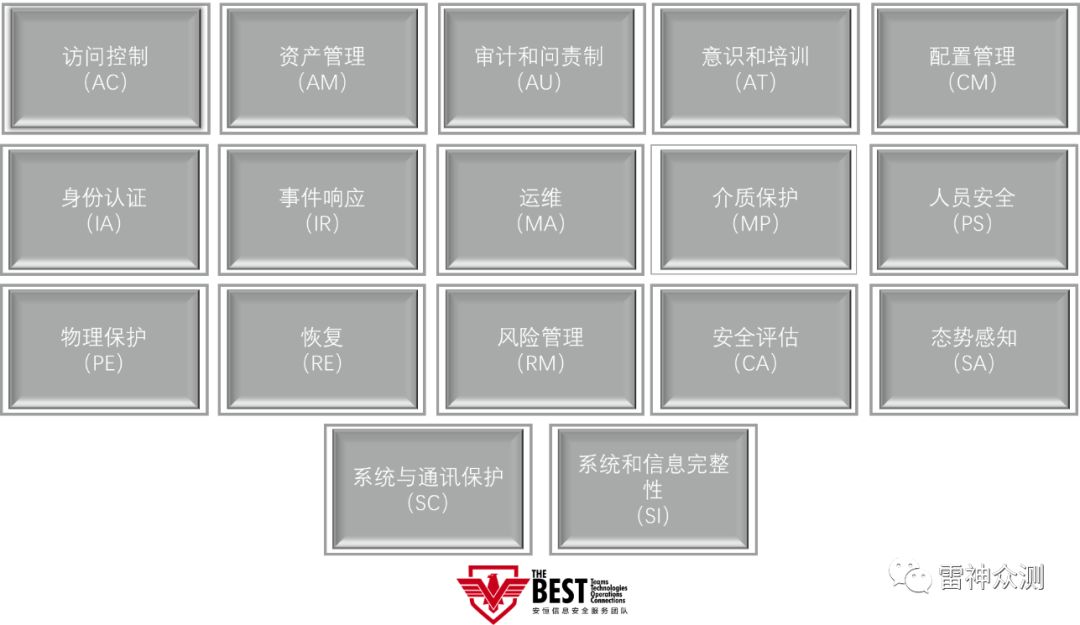 访问控制
（AC）
资产管理
（AM）
审计和问责制
（AU）
意识和培训
（AT）
配置管理
（CM）
身份认证
（IA）
事件响应
（IR）
运维
（MA）
介质保护
（MP）
人员安全
（PS）
物理保护
（PE）
恢复
（RE）
风险管理
（RM）
安全评估
（CA）
态势感知
（SA）
系统与通讯保护
（SC）
系统和信息完整
性
（SI）
THE
BEST
Teams
Technologies
Operations
Connections
安恒信息安全服务团队
雷神众测